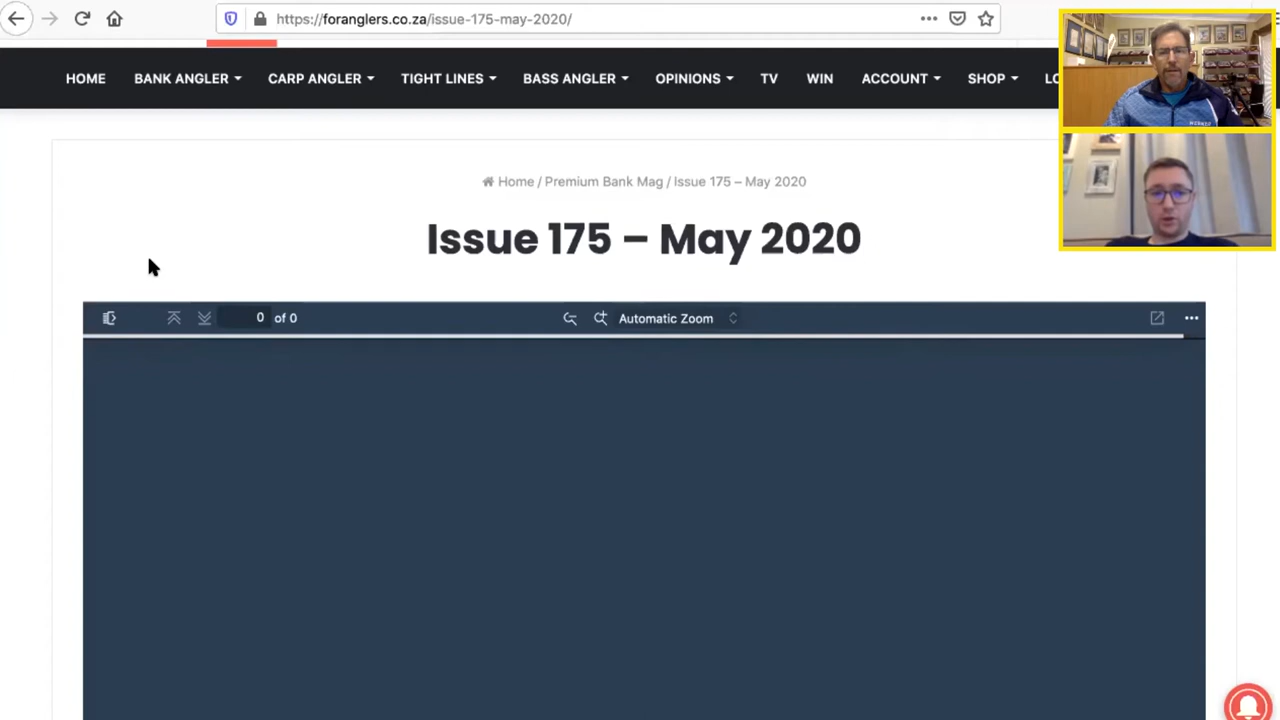 https://foranglers.co.za/issue-175-may-2020/
HOME BANK ANGLER CARP ANGLER TIGHT LINES BASS ANGLER OPINIONS TV WIN ACCOUNT SHOP LO
Home / Premium Bank Mag / Issue 175 – May 2020
Issue 175 – May 2020
0 of 0 Automatic Zoom